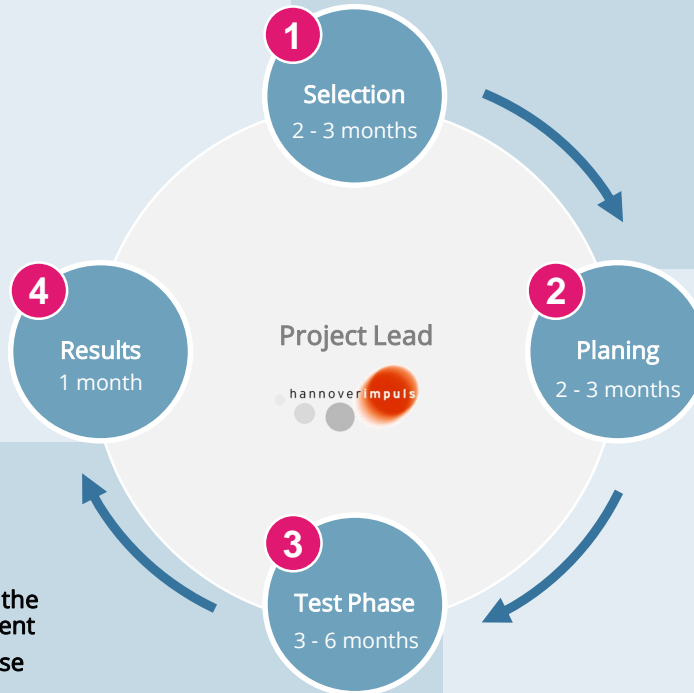 1
Selection
2 - 3 months
2
Planing
2 - 3 months
4
Results
1 month
Project Lead
hannoverimpuls
3
Test Phase
3 - 6 months
the
ent
se